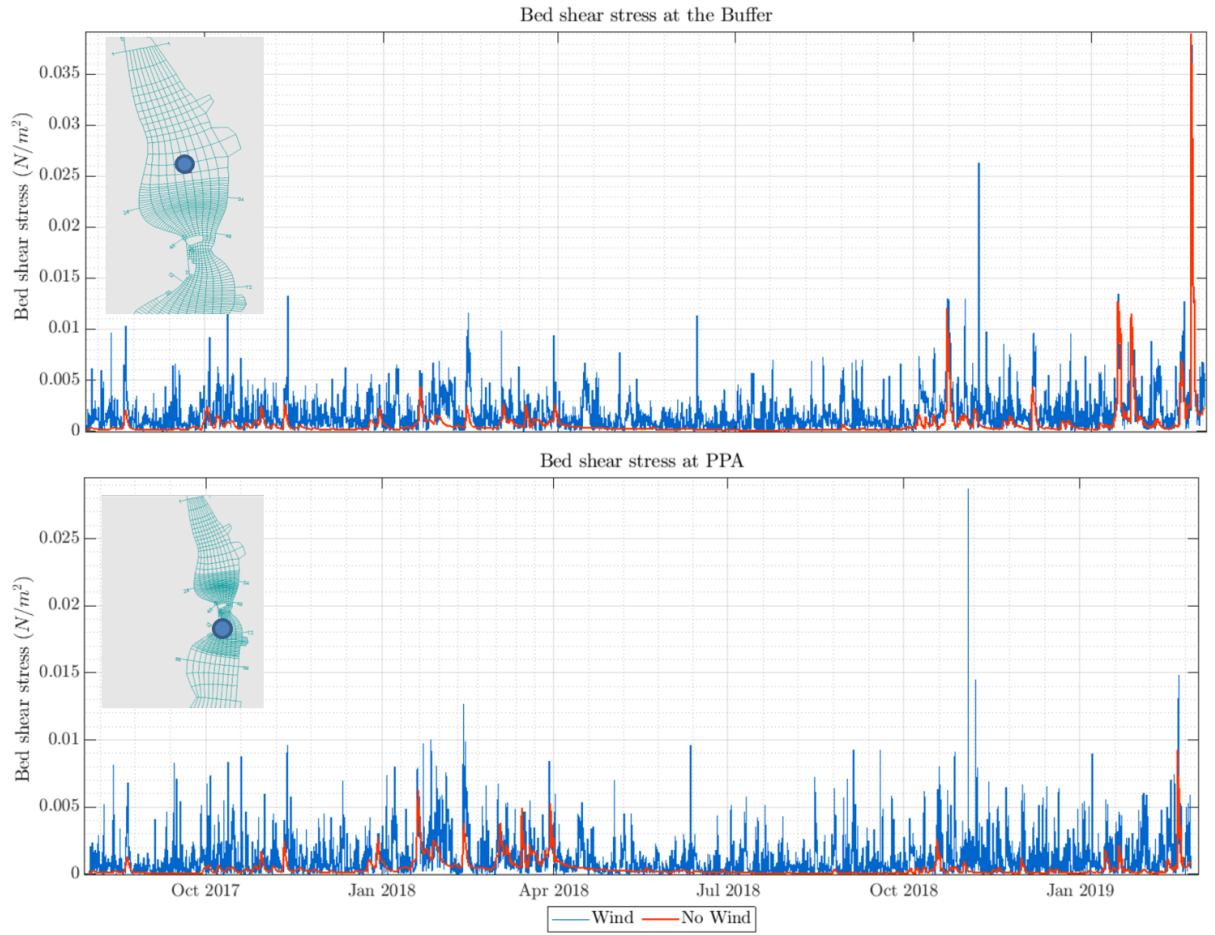 Bed shear stress at the Buffer
Bed shear stress (N/m²)
0.035
0.03
0.025
0.02
0.015
0.01
0.005
0
Bed shear stress at PPA
Bed shear stress (N/m²)
0.025
0.02
0.015
0.01
0.005
0
Oct 2017 Jan 2018 Apr 2018 Jul 2018 Oct 2018 Jan 2019
Wind No Wind